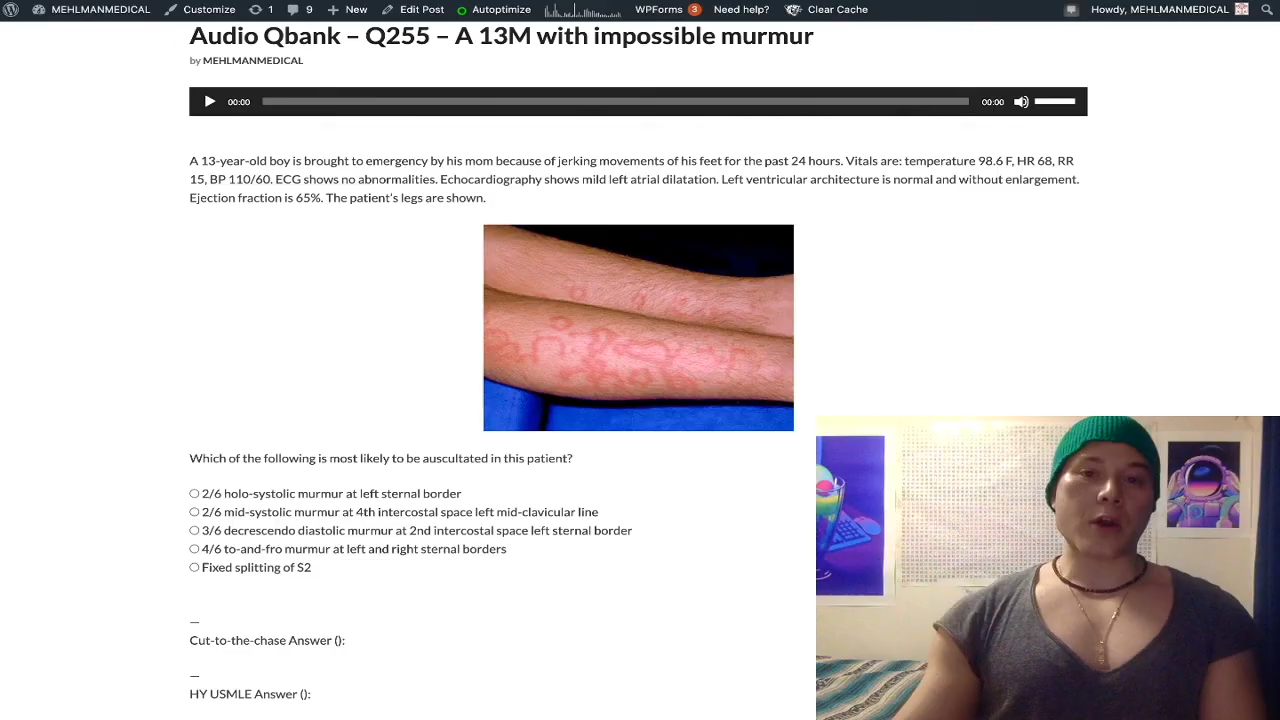 MEHLMANMEDICAL Customize 1 9 New Edit Post Autoptimize WPForms 3 Need help? Clear Cache Howdy, MEHLMANMEDICAL
Audio Qbank – Q255 – A 13M with impossible murmur
by MEHLMANMEDICAL
00:00 00:00
A 13-year-old boy is brought to emergency by his mom because of jerking movements of his feet for the past 24 hours. Vitals are: temperature 98.6 F, HR 68, RR
15, BP 110/60. ECG shows no abnormalities. Echocardiography shows mild left atrial dilatation. Left ventricular architecture is normal and without enlargement.
Ejection fraction is 65%. The patient’s legs are shown.
Which of the following is most likely to be auscultated in this patient?
2/6 holo-systolic murmur at left sternal border
2/6 mid-systolic murmur at 4th intercostal space left mid-clavicular line
3/6 decrescendo diastolic murmur at 2nd intercostal space left sternal border
4/6 to-and-fro murmur at left and right sternal borders
Fixed splitting of S2
—
Cut-to-the-chase Answer ():
—
HY USMLE Answer ():